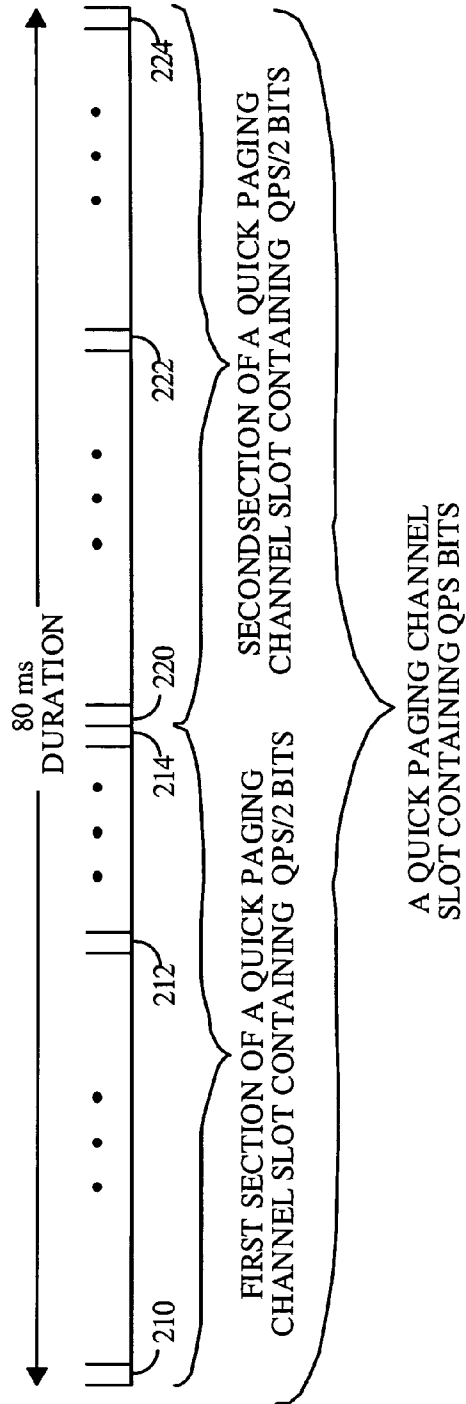 80 ms
DURATION
210
212
214
220
222
224
FIRST SECTION OF A QUICK PAGING
CHANNEL SLOT CONTAINING QPS/2 BITS
SECONDSECTION OF A QUICK PAGING
CHANNEL SLOT CONTAINING QPS/2 BITS
A QUICK PAGING CHANNEL
SLOT CONTAINING QPS BITS